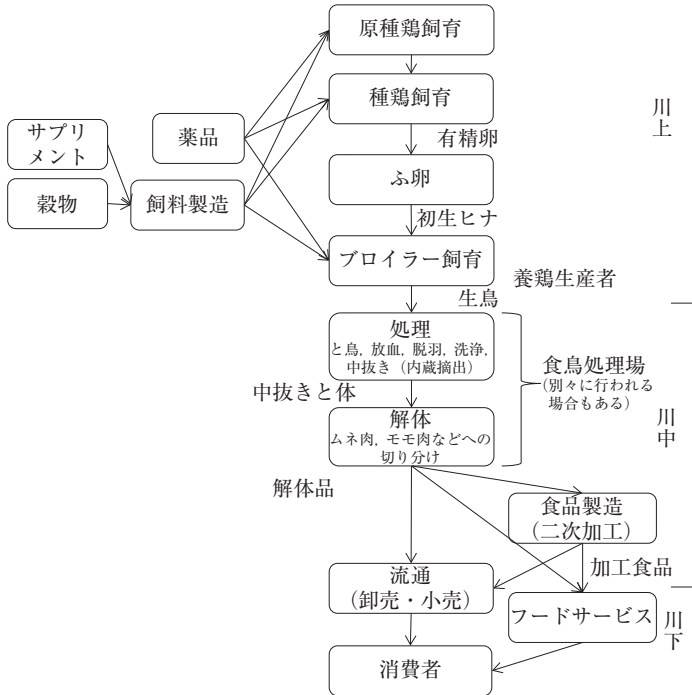 原種鶏飼育
種鶏飼育
サプリ
メント
薬品
有精卵
穀物
飼料製造
ふ卵
初生ヒナ
ブロイラー飼育
養鶏生産者
生鳥
川上
処理
と鳥, 放血, 脱羽, 洗浄,
中抜き（内蔵摘出）
食鳥処理場
（別々に行われる
場合もある）
中抜きと体
解体
ムネ肉, モモ肉などへの
切り分け
川中
解体品
食品製造
（二次加工）
加工食品
流通
（卸売・小売）
フードサービス
川下
消費者